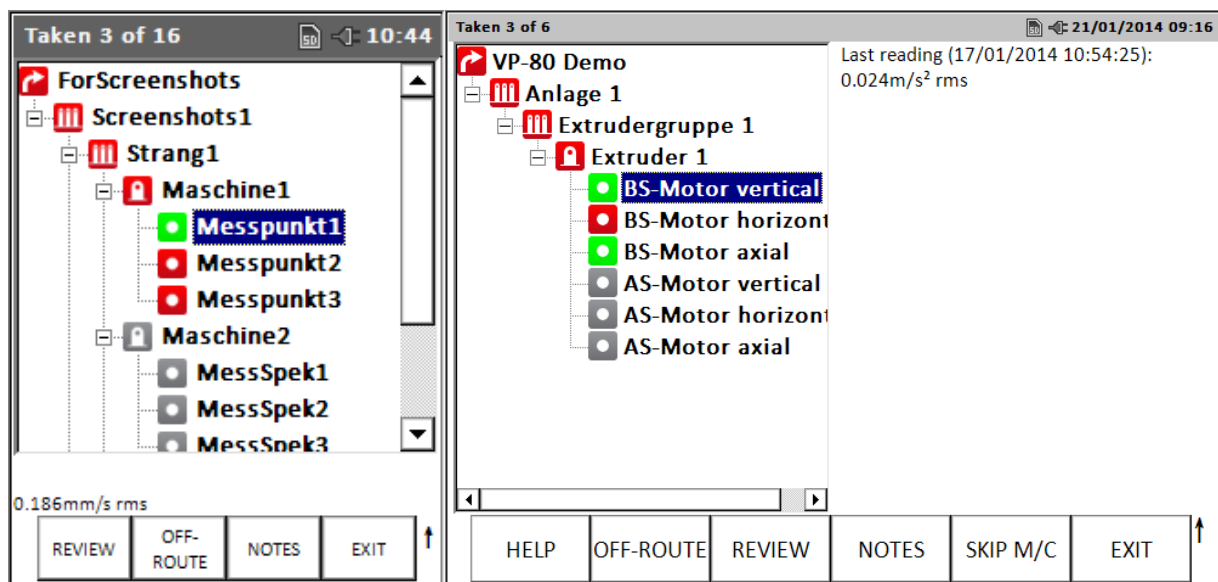 Taken 3 of 16
10:44
ForScreenshots
Screenshots1
Strang1
Maschine1
Messpunkt1
Messpunkt2
Messpunkt3
Maschine2
MessSpek1
MessSpek2
MessSpek3
0.186mm/s rms
REVIEW
OFF-
ROUTE
NOTES
EXIT
Taken 3 of 6
21/01/2014 09:16
VP-80 Demo
Anlage 1
Extrudergruppe 1
Extruder 1
BS-Motor vertical
BS-Motor horizont
BS-Motor axial
AS-Motor vertical
AS-Motor horizont
AS-Motor axial
Last reading (17/01/2014 10:54:25):
0.024m/s² rms
HELP
OFF-ROUTE
REVIEW
NOTES
SKIP M/C
EXIT